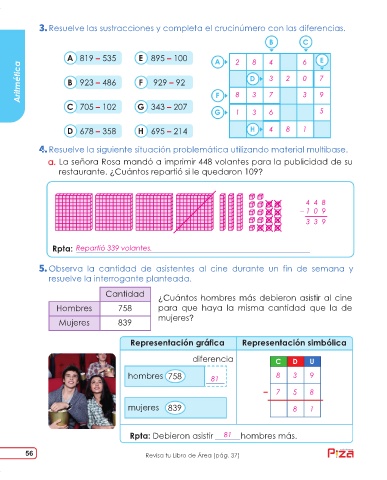 3. Resuelve las sustracciones y completa el crucinúmero con las diferencias.
B C
A 819 – 535 E 895 – 100 A 2 8 4 6 E
B 923 – 486 F 929 – 92 D 3 2 0 7
F 8 3 7 3 9
C 705 – 102 G 343 – 207 G 1 3 6 5
D 678 – 358 H 695 – 214 H 4 8 1
Aritmética
4. Resuelve la siguiente situación problemática utilizando material multibase.
a. La señora Rosa mandó a imprimir 448 volantes para la publicidad de su
restaurante. ¿Cuántos repartió si le quedaron 109?
4 4 8
– 1 0 9
3 3 9
Rpta: Repartió 339 volantes.
5. Observa la cantidad de asistentes al cine durante un fin de semana y
resuelve la interrogante planteada.
Cantidad
Hombres 758
Mujeres 839
¿Cuántos hombres más debieron asistir al cine
para que haya la misma cantidad que la de
mujeres?
Representación gráfica Representación simbólica
diferencia C D U
hombres 758 81 8 3 9
– 7 5 8
mujeres 839 8 1
Rpta: Debieron asistir 81 hombres más.
56 Revisa tu Libro de Área (pág. 37)